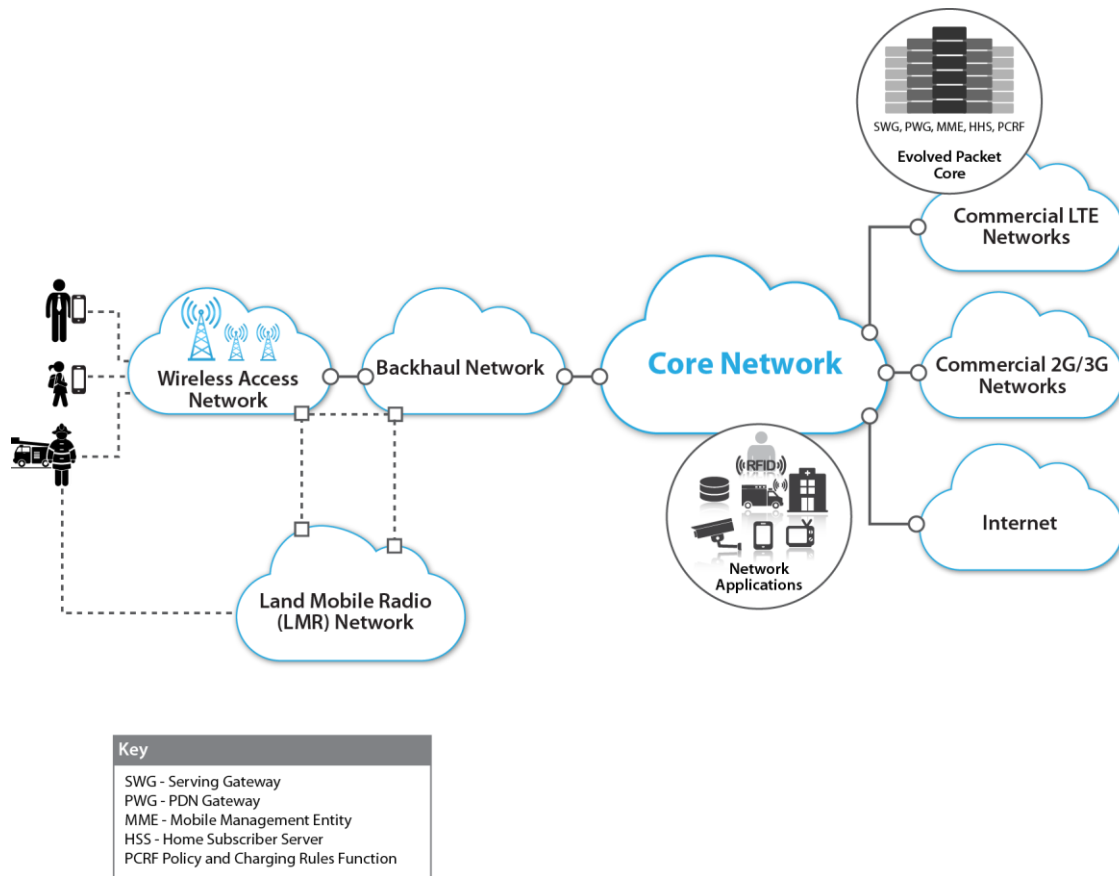 SWG, PWG, MME, HHS, PCRF
Evolved Packet
Core
Commercial LTE
Networks
Wireless Access
Network
Backhaul Network
Core Network
Commercial 2G/3G
Networks
RFID
Network
Applications
Internet
Land Mobile Radio
(LMR) Network
Key
SWG - Serving Gateway
PWG - PDN Gateway
MME - Mobile Management Entity
HSS - Home Subscriber Server
PCRF Policy and Charging Rules Function